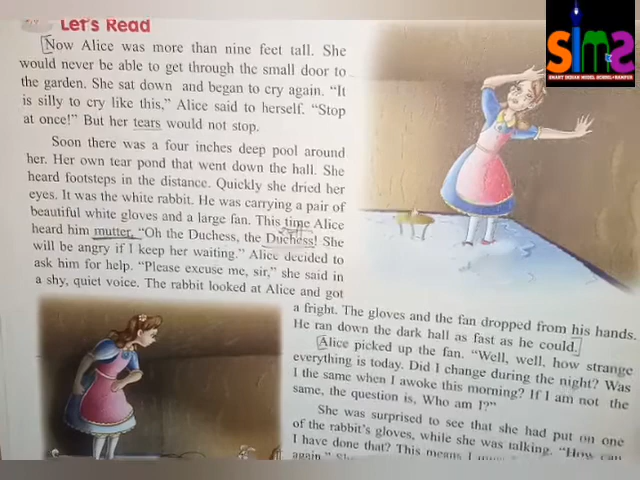 Let's Read
SIMS
SMART INDIAN MODEL SCHOOL
Now Alice was more than nine feet tall. She
would never be able to get through the small door to
the garden. She sat down and began to cry again. "It
is silly to cry like this," Alice said to herself. "Stop
at once!" But her tears would not stop.
Soon there was a four inches deep pool around
her. Her own tear pond that went down the hall. She
heard footsteps in the distance. Quickly she dried her
eyes. It was the white rabbit. He was carrying a pair of
beautiful white gloves and a large fan. This time Alice
heard him mutter, "Oh the Duchess, the Duchess! She
will be angry if I keep her waiting." Alice decided to
ask him for help. "Please excuse me, sir," she said in
a shy, quiet voice. The rabbit looked at Alice and got
a fright. The gloves and the fan dropped from his hands.
He ran down the dark hall as fast as he could.
Alice picked up the fan. "Well, well, how strange
everything is today. Did I change during the night? Was
I the same when I awoke this morning? If I am not the
same, the question is, Who am I?"
She was surprised to see that she had put on one
of the rabbit's gloves, while she was talking. "How can
I have done that? This means I
again."